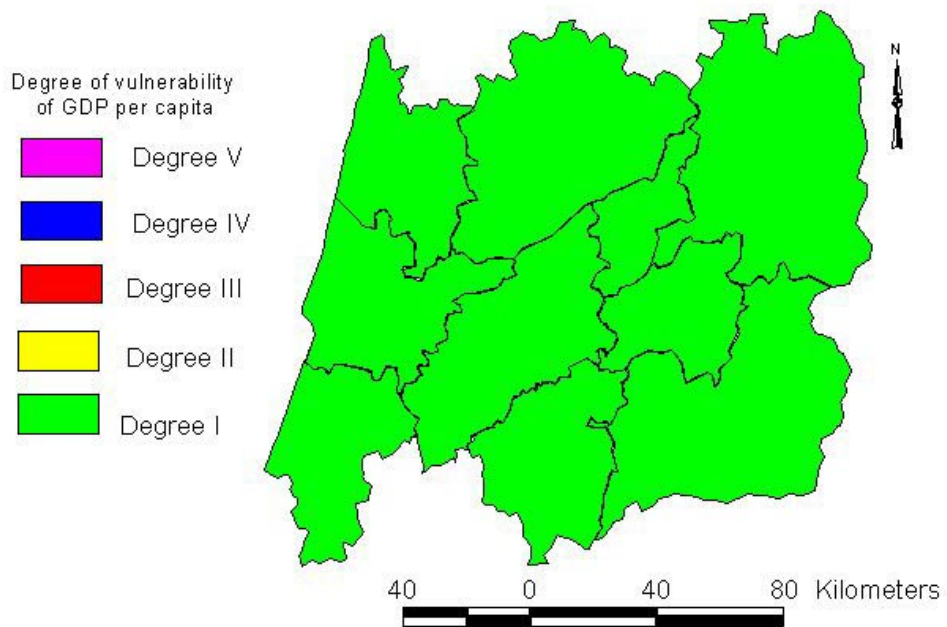 Degree of vulnerability
of GDP per capita
Degree V
Degree IV
Degree III
Degree II
Degree I
N
40 0 40 80 Kilometers